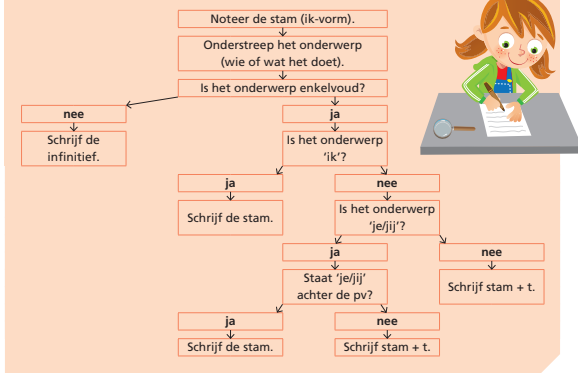 Noteer de stam (ik-vorm).
Onderstreep het onderwerp
(wie of wat het doet).
Is het onderwerp enkelvoud?
nee
ja
Schrijf de
infinitief.
Is het onderwerp
‘ik’?
ja
nee
Schrijf de stam.
Is het onderwerp
‘je/jij’?
ja
nee
Staat ‘je/jij’
achter de pv?
Schrijf stam + t.
ja
nee
Schrijf de stam.
Schrijf stam + t.